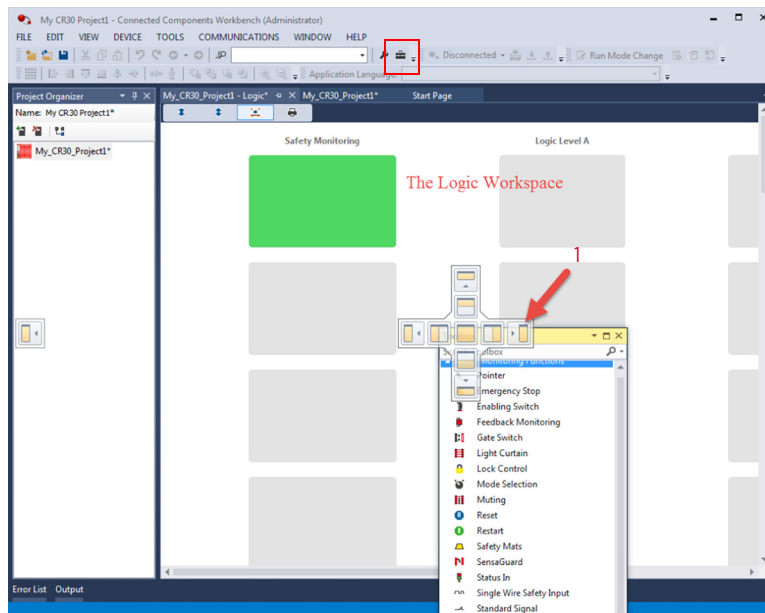 My CR30 Project1 - Connected Components Workbench (Administrator)
FILE EDIT VIEW DEVICE TOOLS COMMUNICATIONS WINDOW HELP
Disconnected Run Mode Change
Application Language:
Project Organizer My_CR30_Project1 - Logic* My_CR30_Project1* Start Page
Name: My CR30 Project1*
My_CR30_Project1*
Safety Monitoring Logic Level A
The Logic Workspace
1
Monitoring Functions
Pointer
Emergency Stop
Enabling Switch
Feedback Monitoring
Gate Switch
Light Curtain
Lock Control
Mode Selection
Muting
Reset
Restart
Safety Mats
SensaGuard
Status In
Single Wire Safety Input
Standard Signal
Error List Output